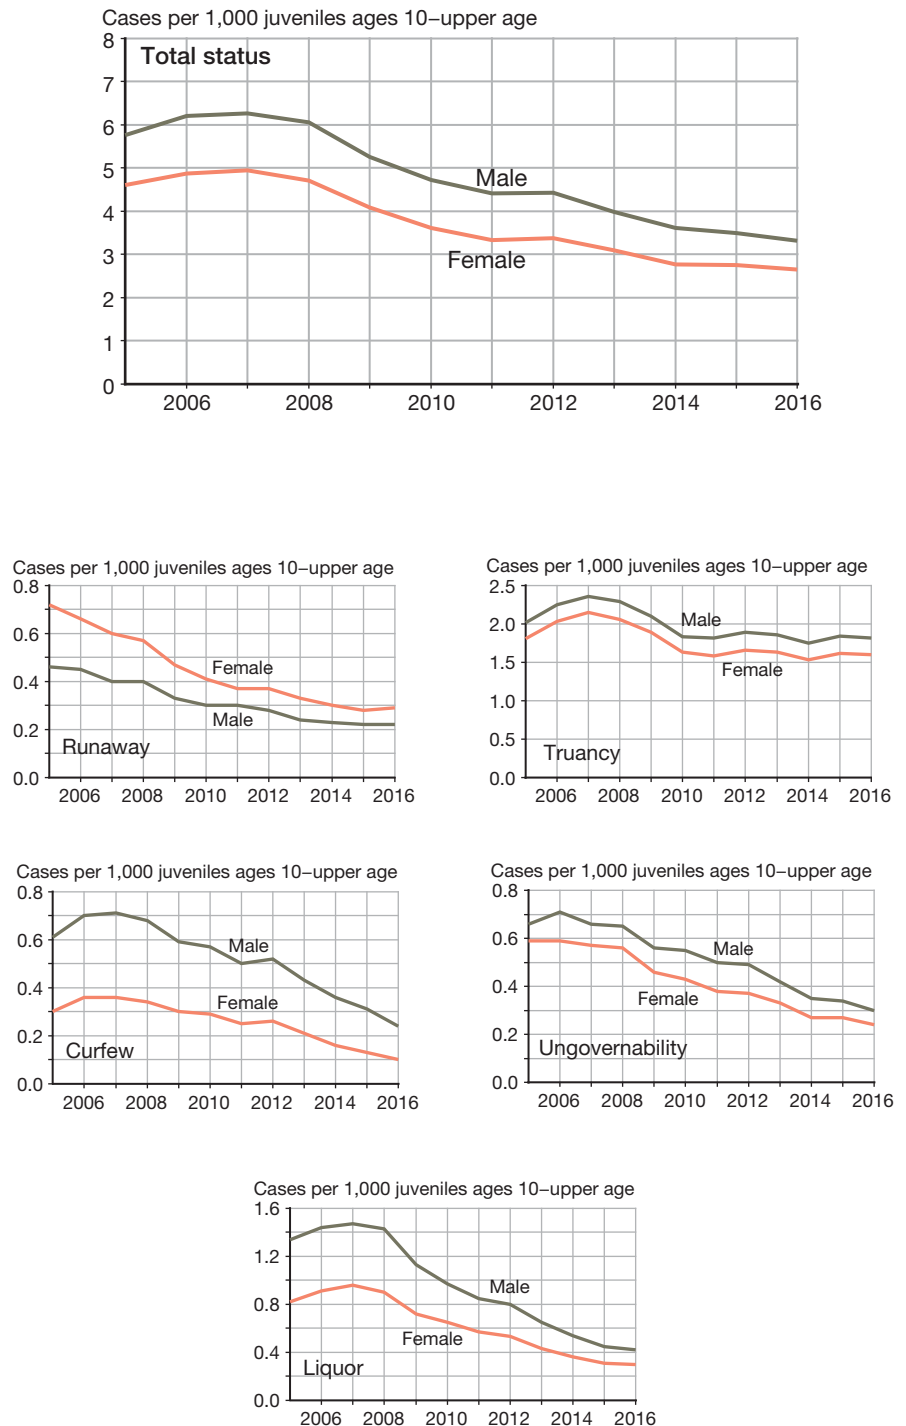 Cases per 1,000 juveniles ages 10–upper age
8
Total status
7
6
5
Male
4
3
Female
2
1
0
2006 2008 2010 2012 2014 2016
Cases per 1,000 juveniles ages 10–upper age
0.8
0.6
Female
0.4
Male
0.2
Runaway
0.0
2006 2008 2010 2012 2014 2016
Cases per 1,000 juveniles ages 10–upper age
2.5
2.0
Male
1.5
Female
1.0
0.5
Truancy
0.0
2006 2008 2010 2012 2014 2016
Cases per 1,000 juveniles ages 10–upper age
0.8
0.6
Male
0.4
Female
0.2
Curfew
0.0
2006 2008 2010 2012 2014 2016
Cases per 1,000 juveniles ages 10–upper age
0.8
0.6
Male
0.4
Female
0.2
Ungovernability
0.0
2006 2008 2010 2012 2014 2016
Cases per 1,000 juveniles ages 10–upper age
1.6
1.2
Male
0.8
Female
0.4
Liquor
0.0
2006 2008 2010 2012 2014 2016